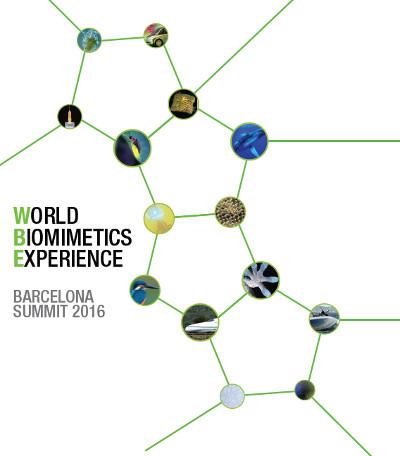 WORLD
BIOMIMETICS
EXPERIENCE
BARCELONA
SUMMIT 2016